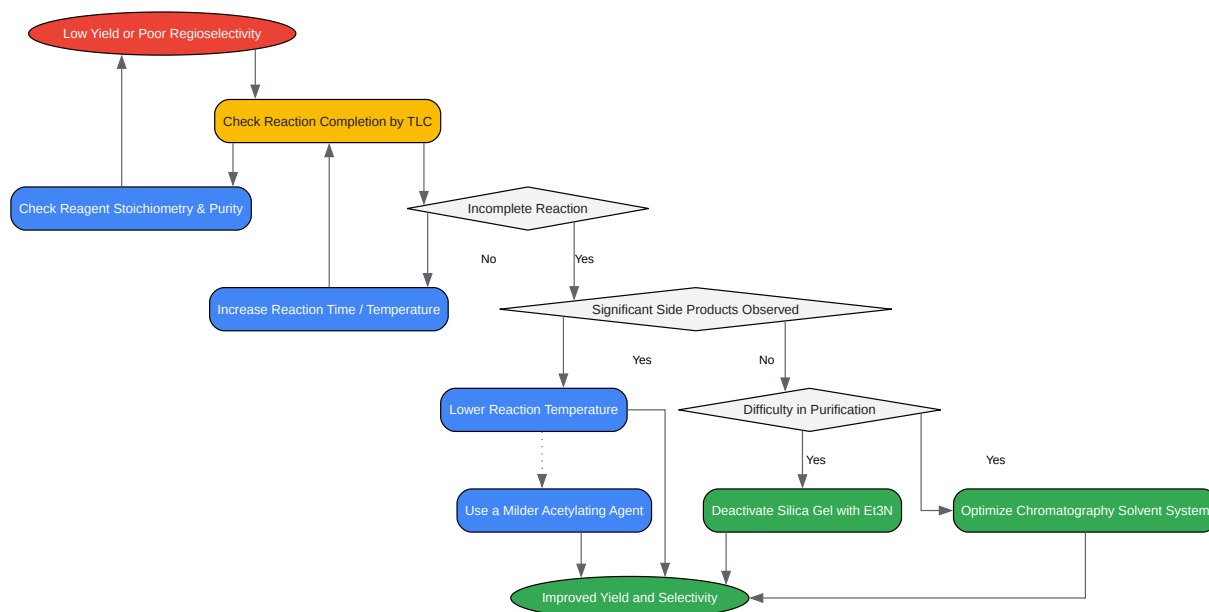 Low Yield or Poor Regioselectivity
Check Reaction Completion by TLC
Check Reagent Stoichiometry & Purity
Incomplete Reaction
No
Yes
Increase Reaction Time / Temperature
Significant Side Products Observed
Yes
No
Lower Reaction Temperature
Difficulty in Purification
Yes
Yes
Use a Milder Acetylating Agent
Deactivate Silica Gel with Et3N
Optimize Chromatography Solvent System
Improved Yield and Selectivity